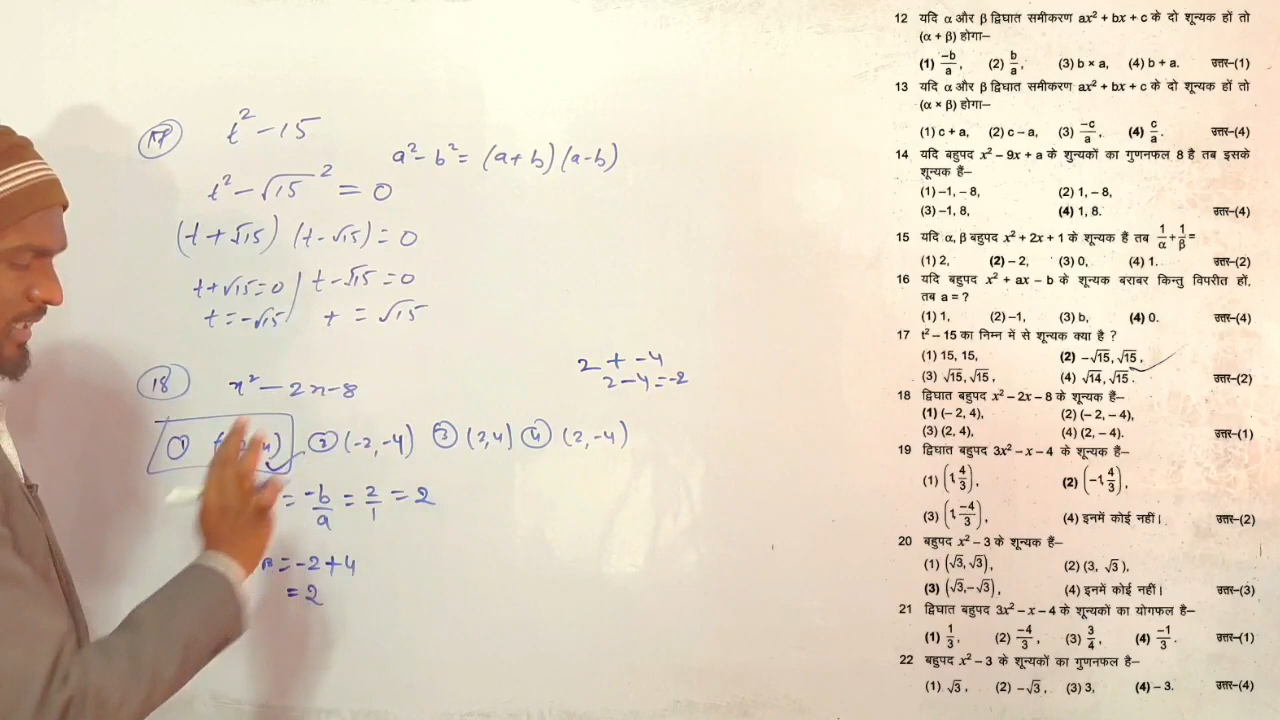 17 t² - 15
a² - b² = (a+b) (a-b)
t² - √15² = 0
(t + √15) (t - √15) = 0
t + √15 = 0 / t - √15 = 0
t = -√15 / t = √15
18 x² - 2x - 8
2 + -4
2 - 4 = -2
① ② (-2, -4) ③ (2, 4) ④ (2, -4)
= -b/a = 2/1 = 2
β = -2 + 4
= 2
12 यदि α और β द्विघात समीकरण ax² + bx + c के दो शून्यक हों तो
(α + β) होगा–
(1) -b/a, (2) b/a, (3) b × a, (4) b + a. उत्तर–(1)
13 यदि α और β द्विघात समीकरण ax² + bx + c के दो शून्यक हों तो
(α × β) होगा–
(1) c + a, (2) c – a, (3) -c/a, (4) c/a. उत्तर–(4)
14 यदि बहुपद x² – 9x + a के शुन्यकों का गुणनफल 8 है तब इसके
शून्यक हैं–
(1) –1, – 8, (2) 1, – 8,
(3) –1, 8, (4) 1, 8. उत्तर–(4)
15 यदि α, β बहुपद x² + 2x + 1 के शून्यक हैं तब 1/α + 1/β =
(1) 2, (2) – 2, (3) 0, (4) 1. उत्तर–(2)
16 यदि बहुपद x² + ax – b के शून्यक बराबर किन्तु विपरीत हों,
तब a = ?
(1) 1, (2) –1, (3) b, (4) 0. उत्तर–(4)
17 t² – 15 का निम्न में से शून्यक क्या है ?
(1) 15, 15, (2) –√15, √15,
(3) √15, √15, (4) √14, √15. उत्तर–(2)
18 द्विघात बहुपद x² – 2x – 8 के शून्यक हैं–
(1) (– 2, 4), (2) (– 2, – 4),
(3) (2, 4), (4) (2, – 4). उत्तर–(1)
19 द्विघात बहुपद 3x² – x – 4 के शून्यक हैं–
(1) (1 4/3), (2) (–1 4/3),
(3) (1 -4/3), (4) इनमें कोई नहीं। उत्तर–(2)
20 बहुपद x² – 3 के शून्यक हैं–
(1) (√3, √3), (2) (3, √3),
(3) (√3, –√3), (4) इनमें कोई नहीं। उत्तर–(3)
21 द्विघात बहुपद 3x² – x – 4 के शून्यकों का योगफल है–
(1) 1/3, (2) -4/3, (3) 3/4, (4) -1/3. उत्तर–(1)
22 बहुपद x² – 3 के शून्यकों का गुणनफल है–
(1) √3, (2) –√3, (3) 3, (4) – 3. उत्तर–(4)